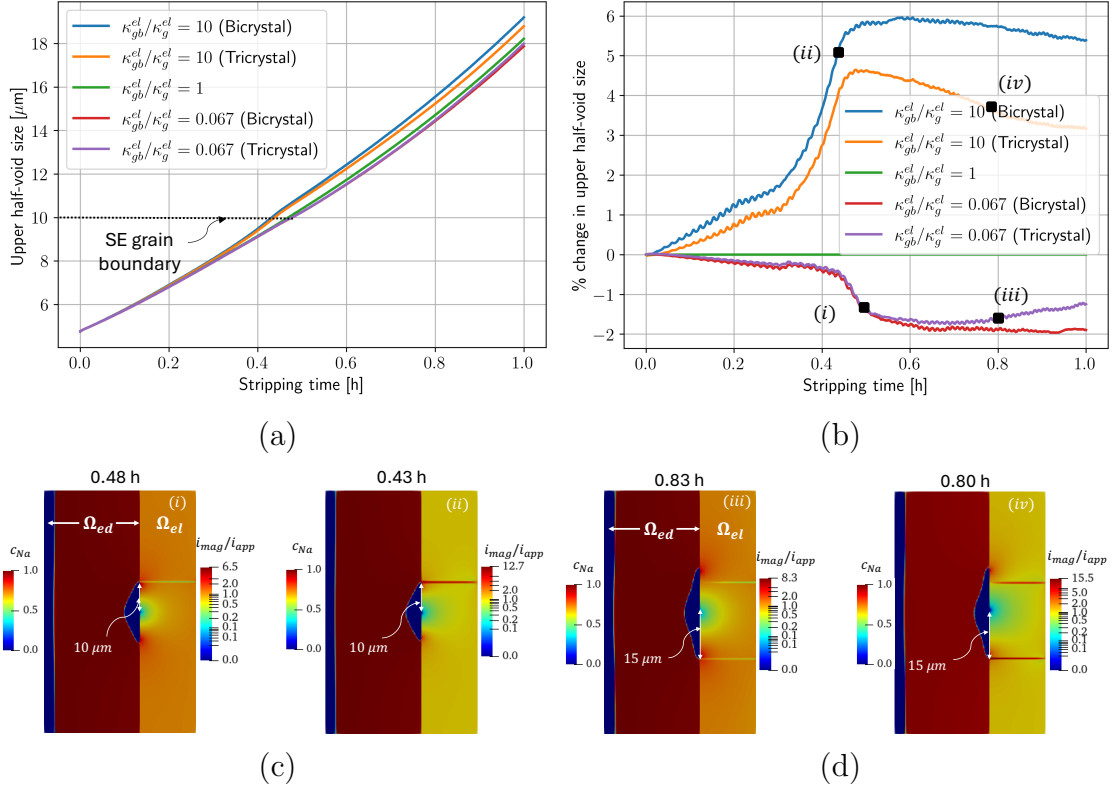 Upper half-void size [μm]
18
16
14
12
10
8
6
κ_gb^el/κ_g^el = 10 (Bicrystal)
κ_gb^el/κ_g^el = 10 (Tricrystal)
κ_gb^el/κ_g^el = 1
κ_gb^el/κ_g^el = 0.067 (Bicrystal)
κ_gb^el/κ_g^el = 0.067 (Tricrystal)
SE grain
boundary
0.0 0.2 0.4 0.6 0.8 1.0
Stripping time [h]
(a)
% change in upper half-void size
6
5
4
3
2
1
0
−1
−2
(ii)
(iv)
κ_gb^el/κ_g^el = 10 (Bicrystal)
κ_gb^el/κ_g^el = 10 (Tricrystal)
κ_gb^el/κ_g^el = 1
κ_gb^el/κ_g^el = 0.067 (Bicrystal)
κ_gb^el/κ_g^el = 0.067 (Tricrystal)
(i)
(iii)
0.0 0.2 0.4 0.6 0.8 1.0
Stripping time [h]
(b)
0.48 h
(i)
Ω_ed
Ω_el
c_Na
1.0
0.5
0.0
i_mag/i_app
6.5
2.0
1.0
0.5
0.2
0.1
0.0
10 μm
0.43 h
(ii)
c_Na
1.0
0.5
0.0
i_mag/i_app
12.7
5.0
2.0
1.0
0.5
0.2
0.1
0.0
10 μm
(c)
0.83 h
(iii)
Ω_ed
Ω_el
c_Na
1.0
0.5
0.0
i_mag/i_app
8.3
2.0
1.0
0.5
0.2
0.1
0.0
15 μm
0.80 h
(iv)
c_Na
1.0
0.5
0.0
i_mag/i_app
15.5
5.0
2.0
1.0
0.5
0.2
0.1
0.0
15 μm
(d)